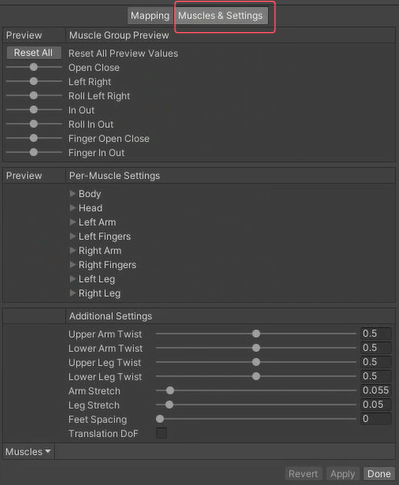 Mapping Muscles & Settings
Preview Muscle Group Preview
Reset All Reset All Preview Values
Open Close
Left Right
Roll Left Right
In Out
Roll In Out
Finger Open Close
Finger In Out
Preview Per-Muscle Settings
Body
Head
Left Arm
Left Fingers
Right Arm
Right Fingers
Left Leg
Right Leg
Additional Settings
Upper Arm Twist 0.5
Lower Arm Twist 0.5
Upper Leg Twist 0.5
Lower Leg Twist 0.5
Arm Stretch 0.055
Leg Stretch 0.05
Feet Spacing 0
Translation DoF
Muscles
Revert Apply Done